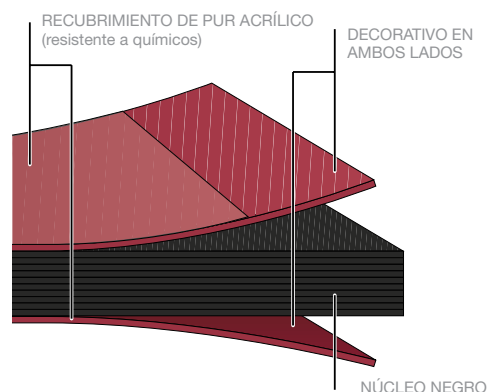 RECUBRIMIENTO DE PUR ACRÍLICO
(resistente a químicos)
DECORATIVO EN
AMBOS LADOS
NÚCLEO NEGRO